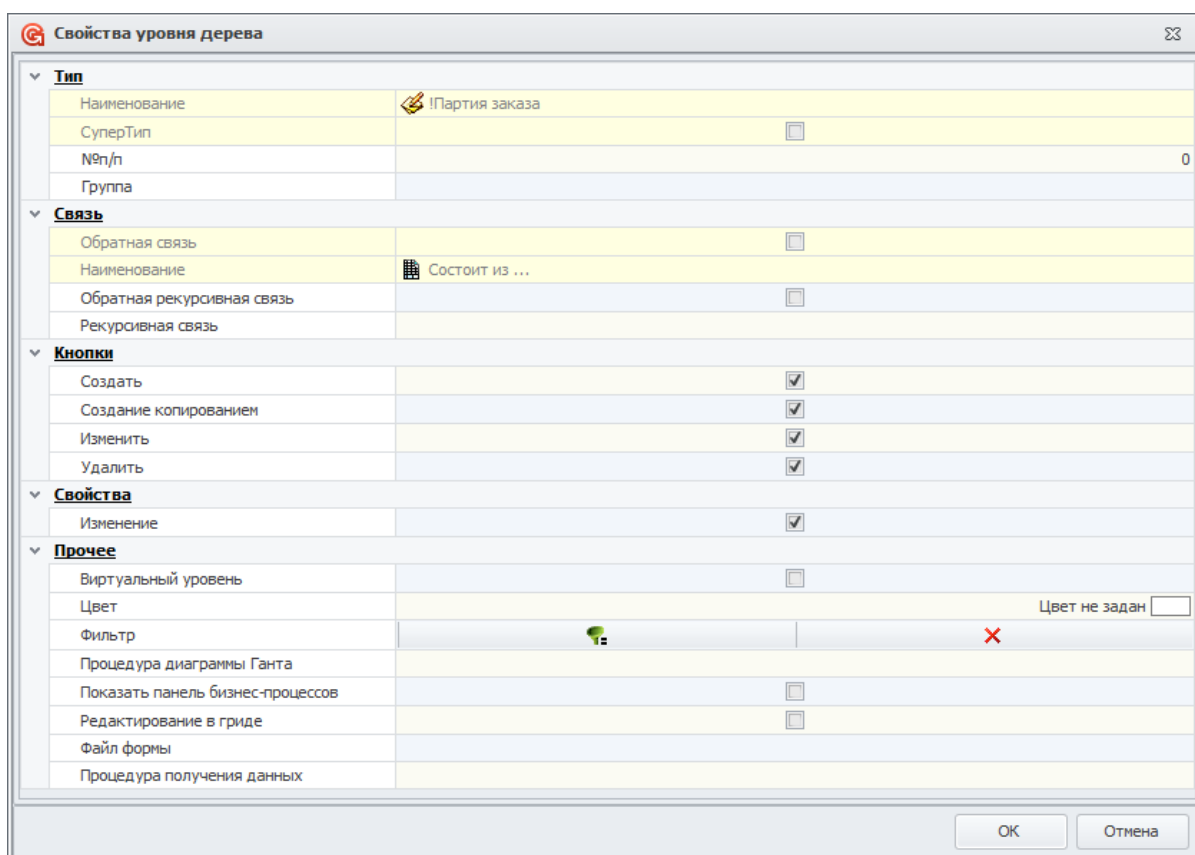 Свойства уровня дерева
Тип
Наименование !Партия заказа
СуперТип
№п/п 0
Группа
Связь
Обратная связь
Наименование Состоит из ...
Обратная рекурсивная связь
Рекурсивная связь
Кнопки
Создать
Создание копированием
Изменить
Удалить
Свойства
Изменение
Прочее
Виртуальный уровень
Цвет Цвет не задан
Фильтр
Процедура диаграммы Ганта
Показать панель бизнес-процессов
Редактирование в гриде
Файл формы
Процедура получения данных
ОК Отмена